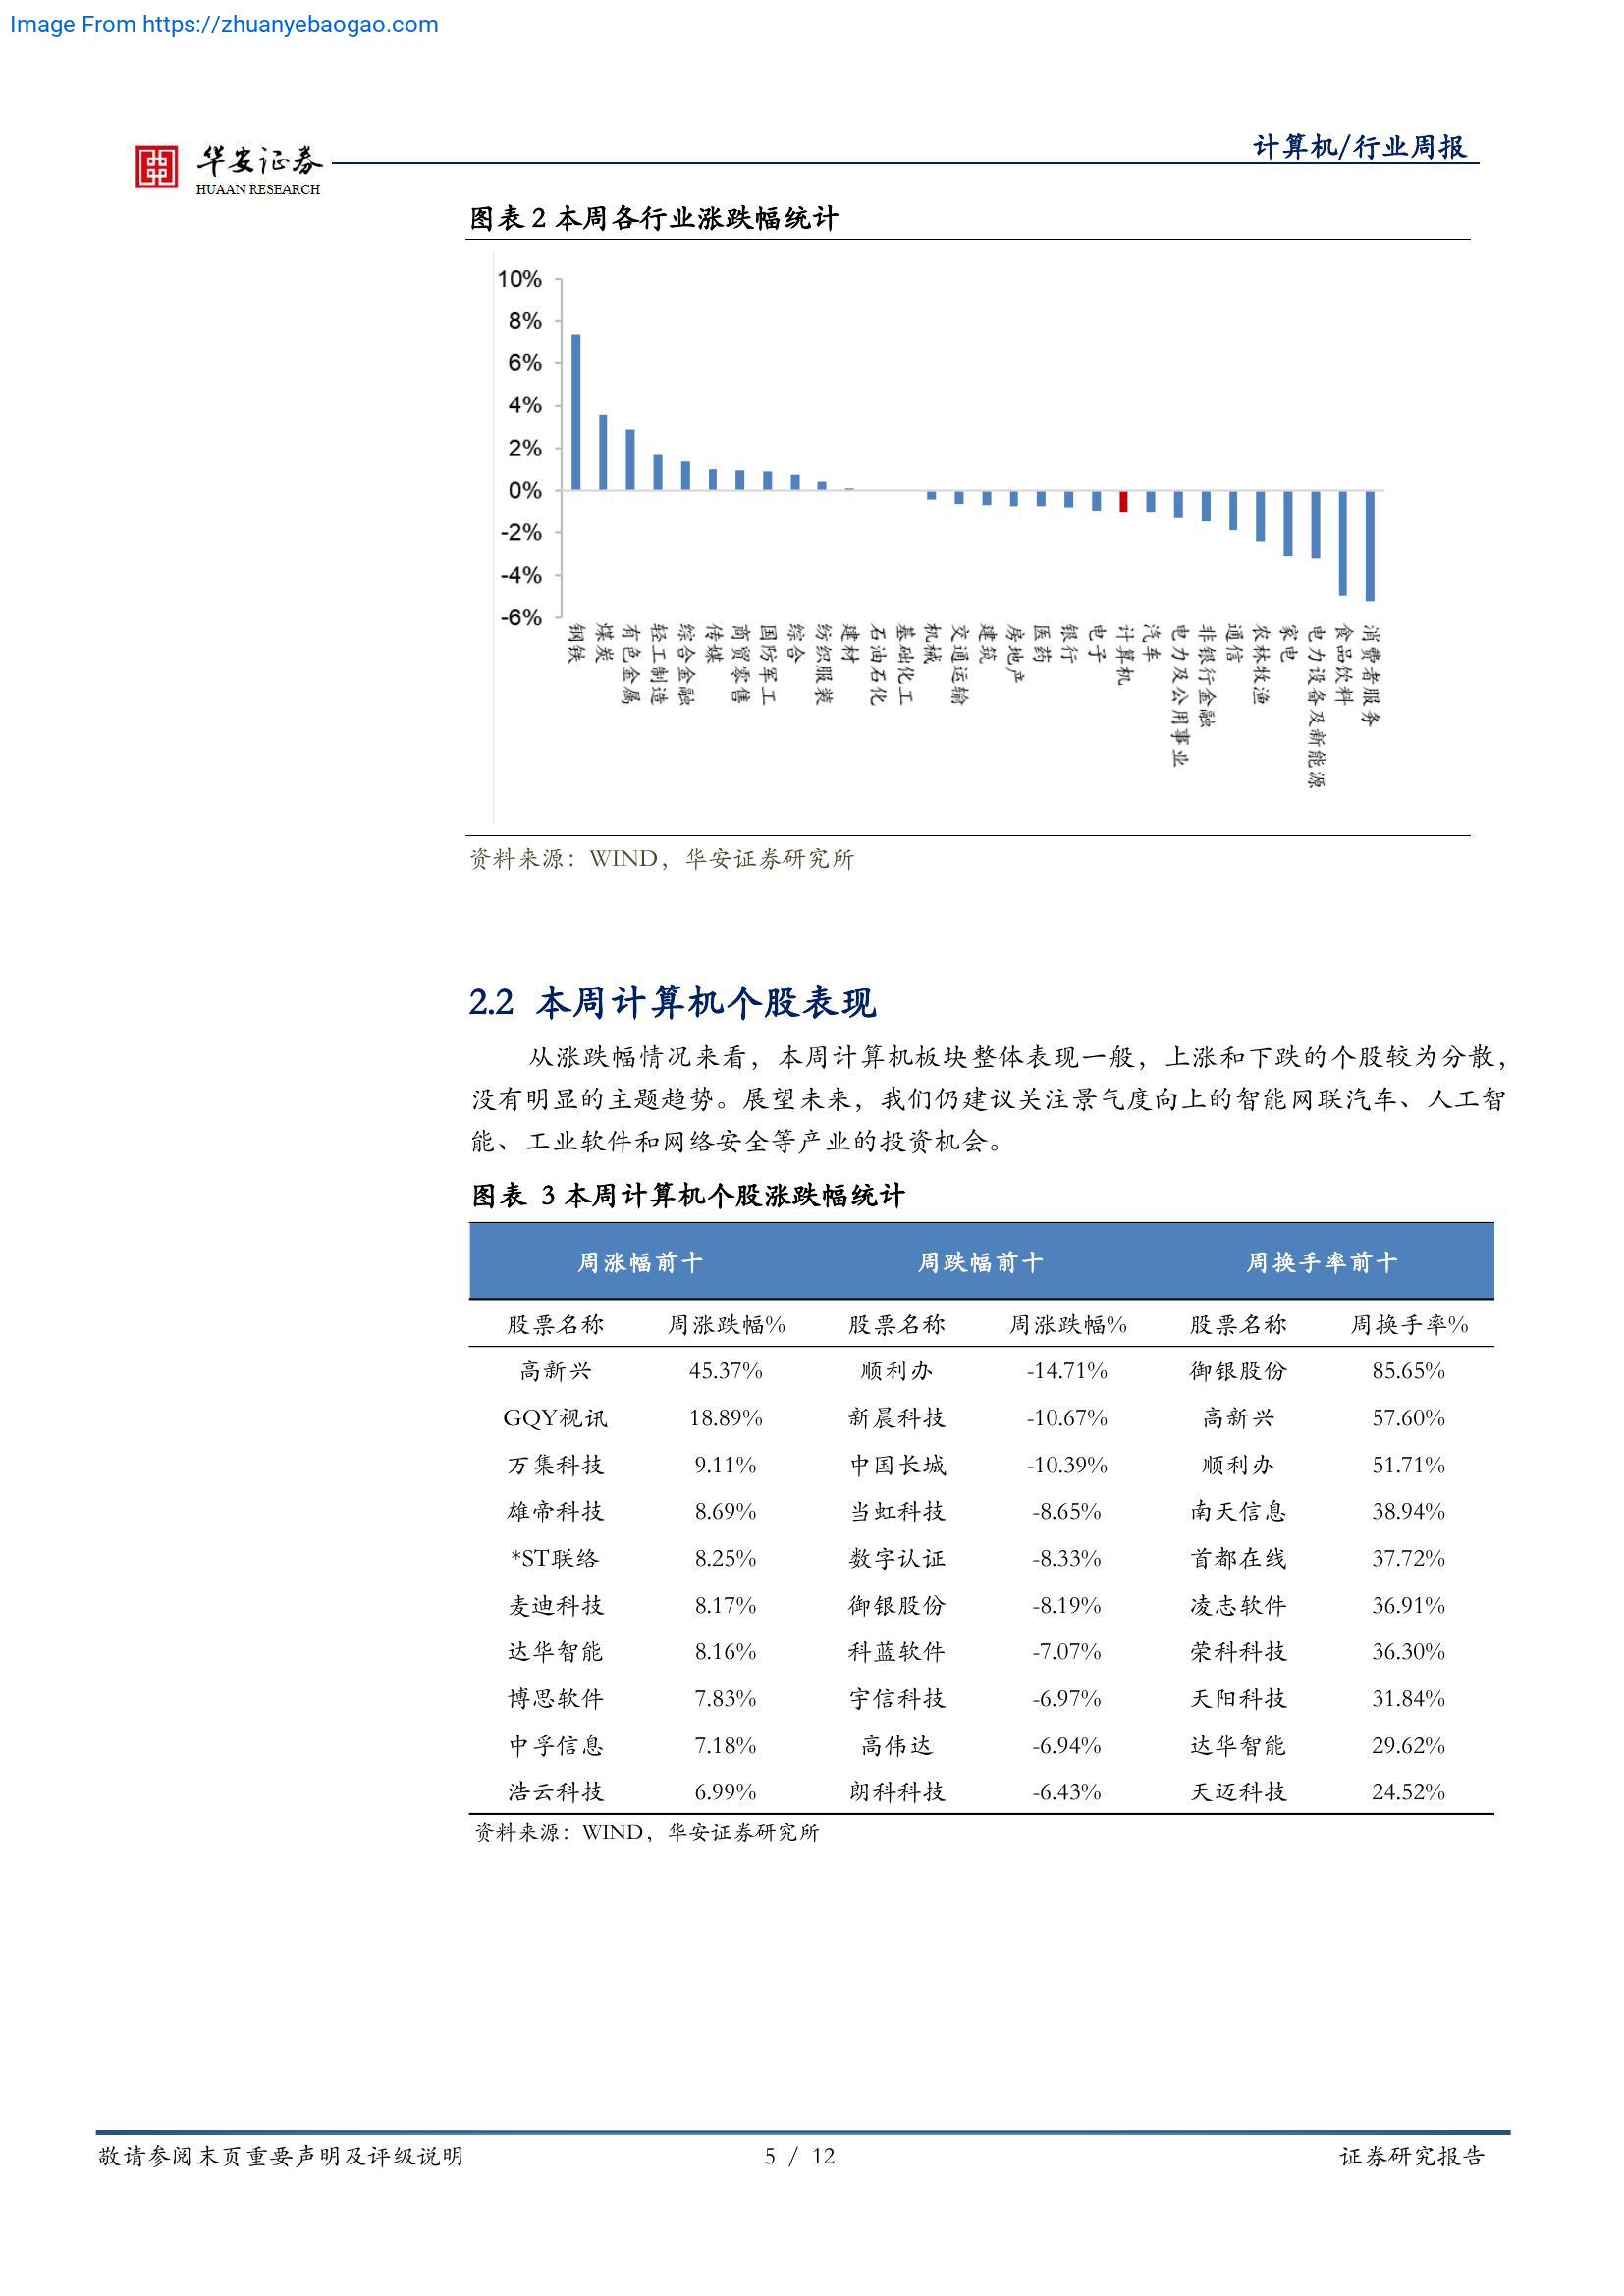 Image From https://zhuanyebaogao.com
华安证券
HUAAN RESEARCH
计算机/行业周报
图表 2 本周各行业涨跌幅统计
10%
8%
6%
4%
2%
0%
-2%
-4%
-6%
钢铁
煤炭
有色金属
轻工制造
综合金融
传媒
商贸零售
国防军工
综合
纺织服装
建材
石油石化
基础化工
机械
交通运输
建筑
房地产
医药
银行
电子
计算机
汽车
电力及公用事业
非银行金融
通信
农林牧渔
家电
电力设备及新能源
食品饮料
消费者服务
资料来源：WIND，华安证券研究所
2.2 本周计算机个股表现
从涨跌幅情况来看，本周计算机板块整体表现一般，上涨和下跌的个股较为分散，
没有明显的主题趋势。展望未来，我们仍建议关注景气度向上的智能网联汽车、人工智
能、工业软件和网络安全等产业的投资机会。
图表 3 本周计算机个股涨跌幅统计
周涨幅前十 周跌幅前十 周换手率前十
股票名称 周涨跌幅% 股票名称 周涨跌幅% 股票名称 周换手率%
高新兴 45.37% 顺利办 -14.71% 御银股份 85.65%
GQY视讯 18.89% 新晨科技 -10.67% 高新兴 57.60%
万集科技 9.11% 中国长城 -10.39% 顺利办 51.71%
雄帝科技 8.69% 当虹科技 -8.65% 南天信息 38.94%
*ST联络 8.25% 数字认证 -8.33% 首都在线 37.72%
麦迪科技 8.17% 御银股份 -8.19% 凌志软件 36.91%
达华智能 8.16% 科蓝软件 -7.07% 荣科科技 36.30%
博思软件 7.83% 宇信科技 -6.97% 天阳科技 31.84%
中孚信息 7.18% 高伟达 -6.94% 达华智能 29.62%
浩云科技 6.99% 朗科科技 -6.43% 天迈科技 24.52%
资料来源：WIND，华安证券研究所
敬请参阅末页重要声明及评级说明 5 / 12 证券研究报告